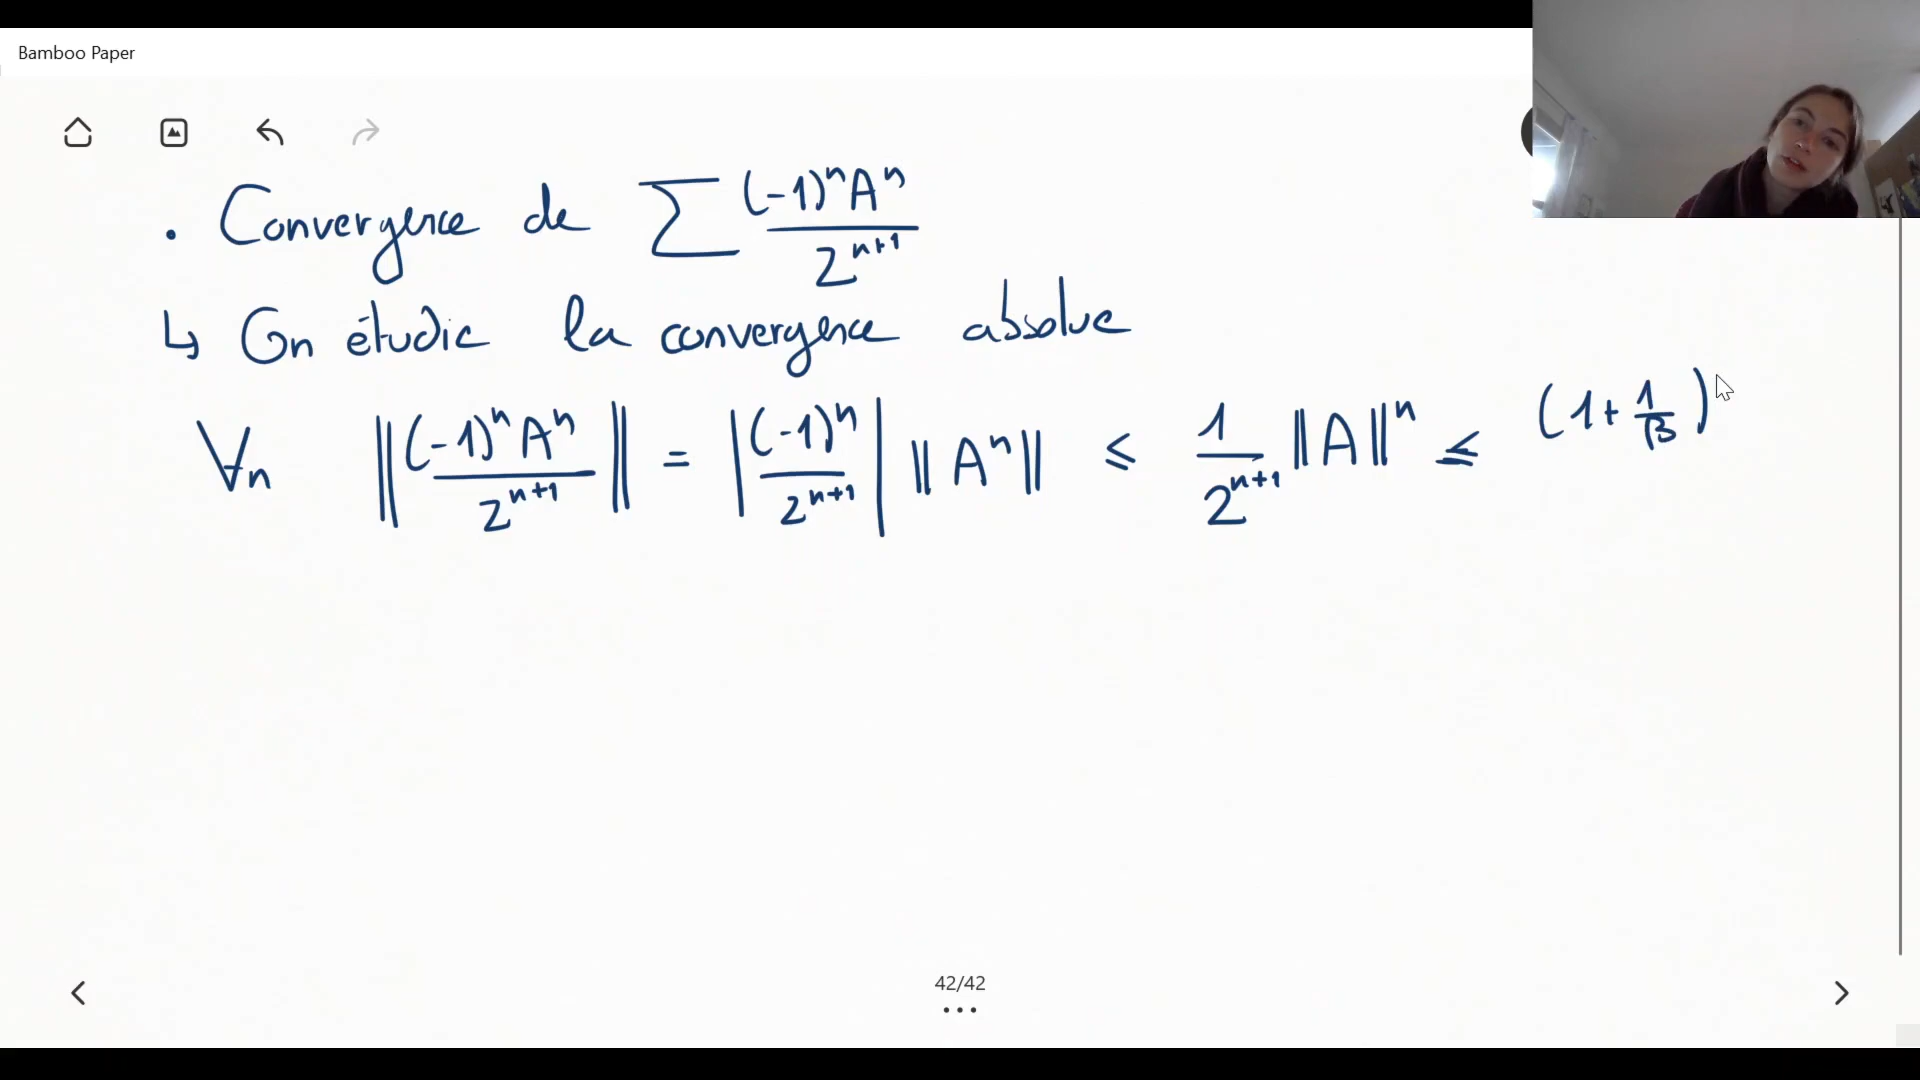 Bamboo Paper
. Convergence de ∑ (-1)ⁿAⁿ / 2ⁿ⁺¹
↳ On étudie la convergence absolue
∀n ‖(-1)ⁿAⁿ / 2ⁿ⁺¹‖ = |(-1)ⁿ / 2ⁿ⁺¹| ‖Aⁿ‖ ≤ 1/2ⁿ⁺¹ ‖A‖ⁿ ≤ (1+1/√3)
42/42